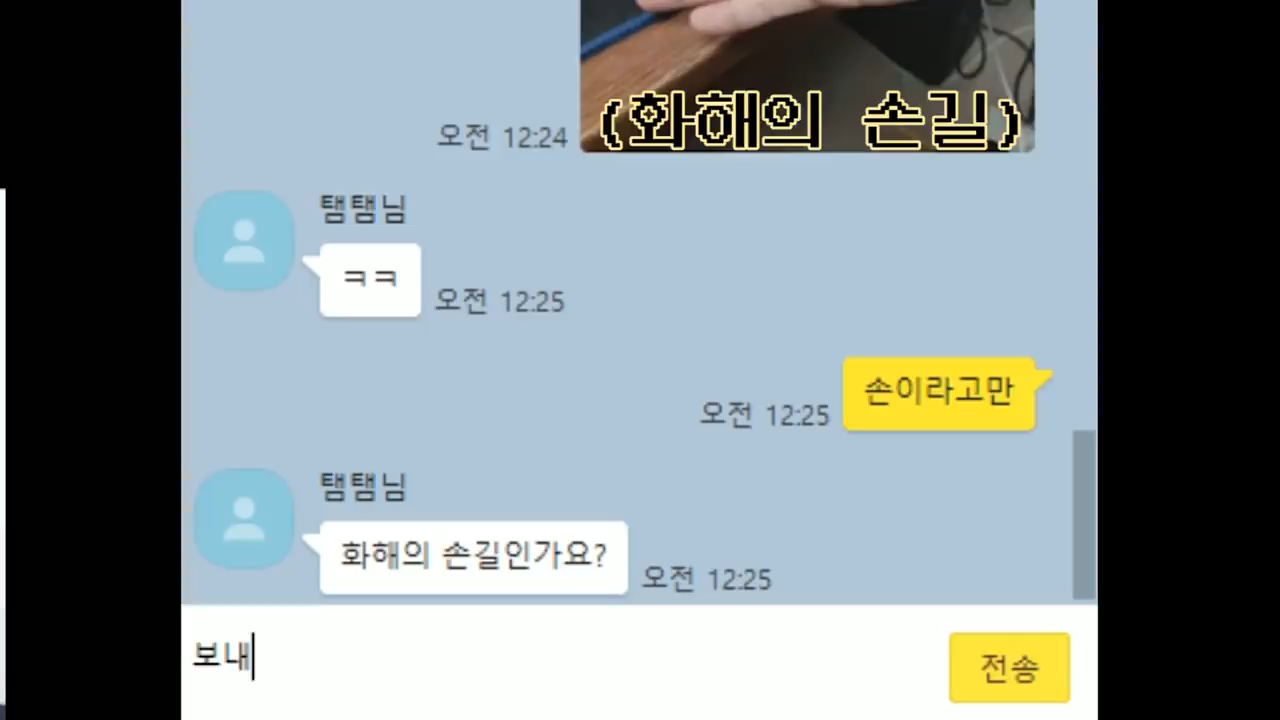 (화해의 손길)
오전 12:24
탬탬님
ㅋㅋ
오전 12:25
손이라고만
오전 12:25
탬탬님
화해의 손길인가요?
오전 12:25
보내
전송